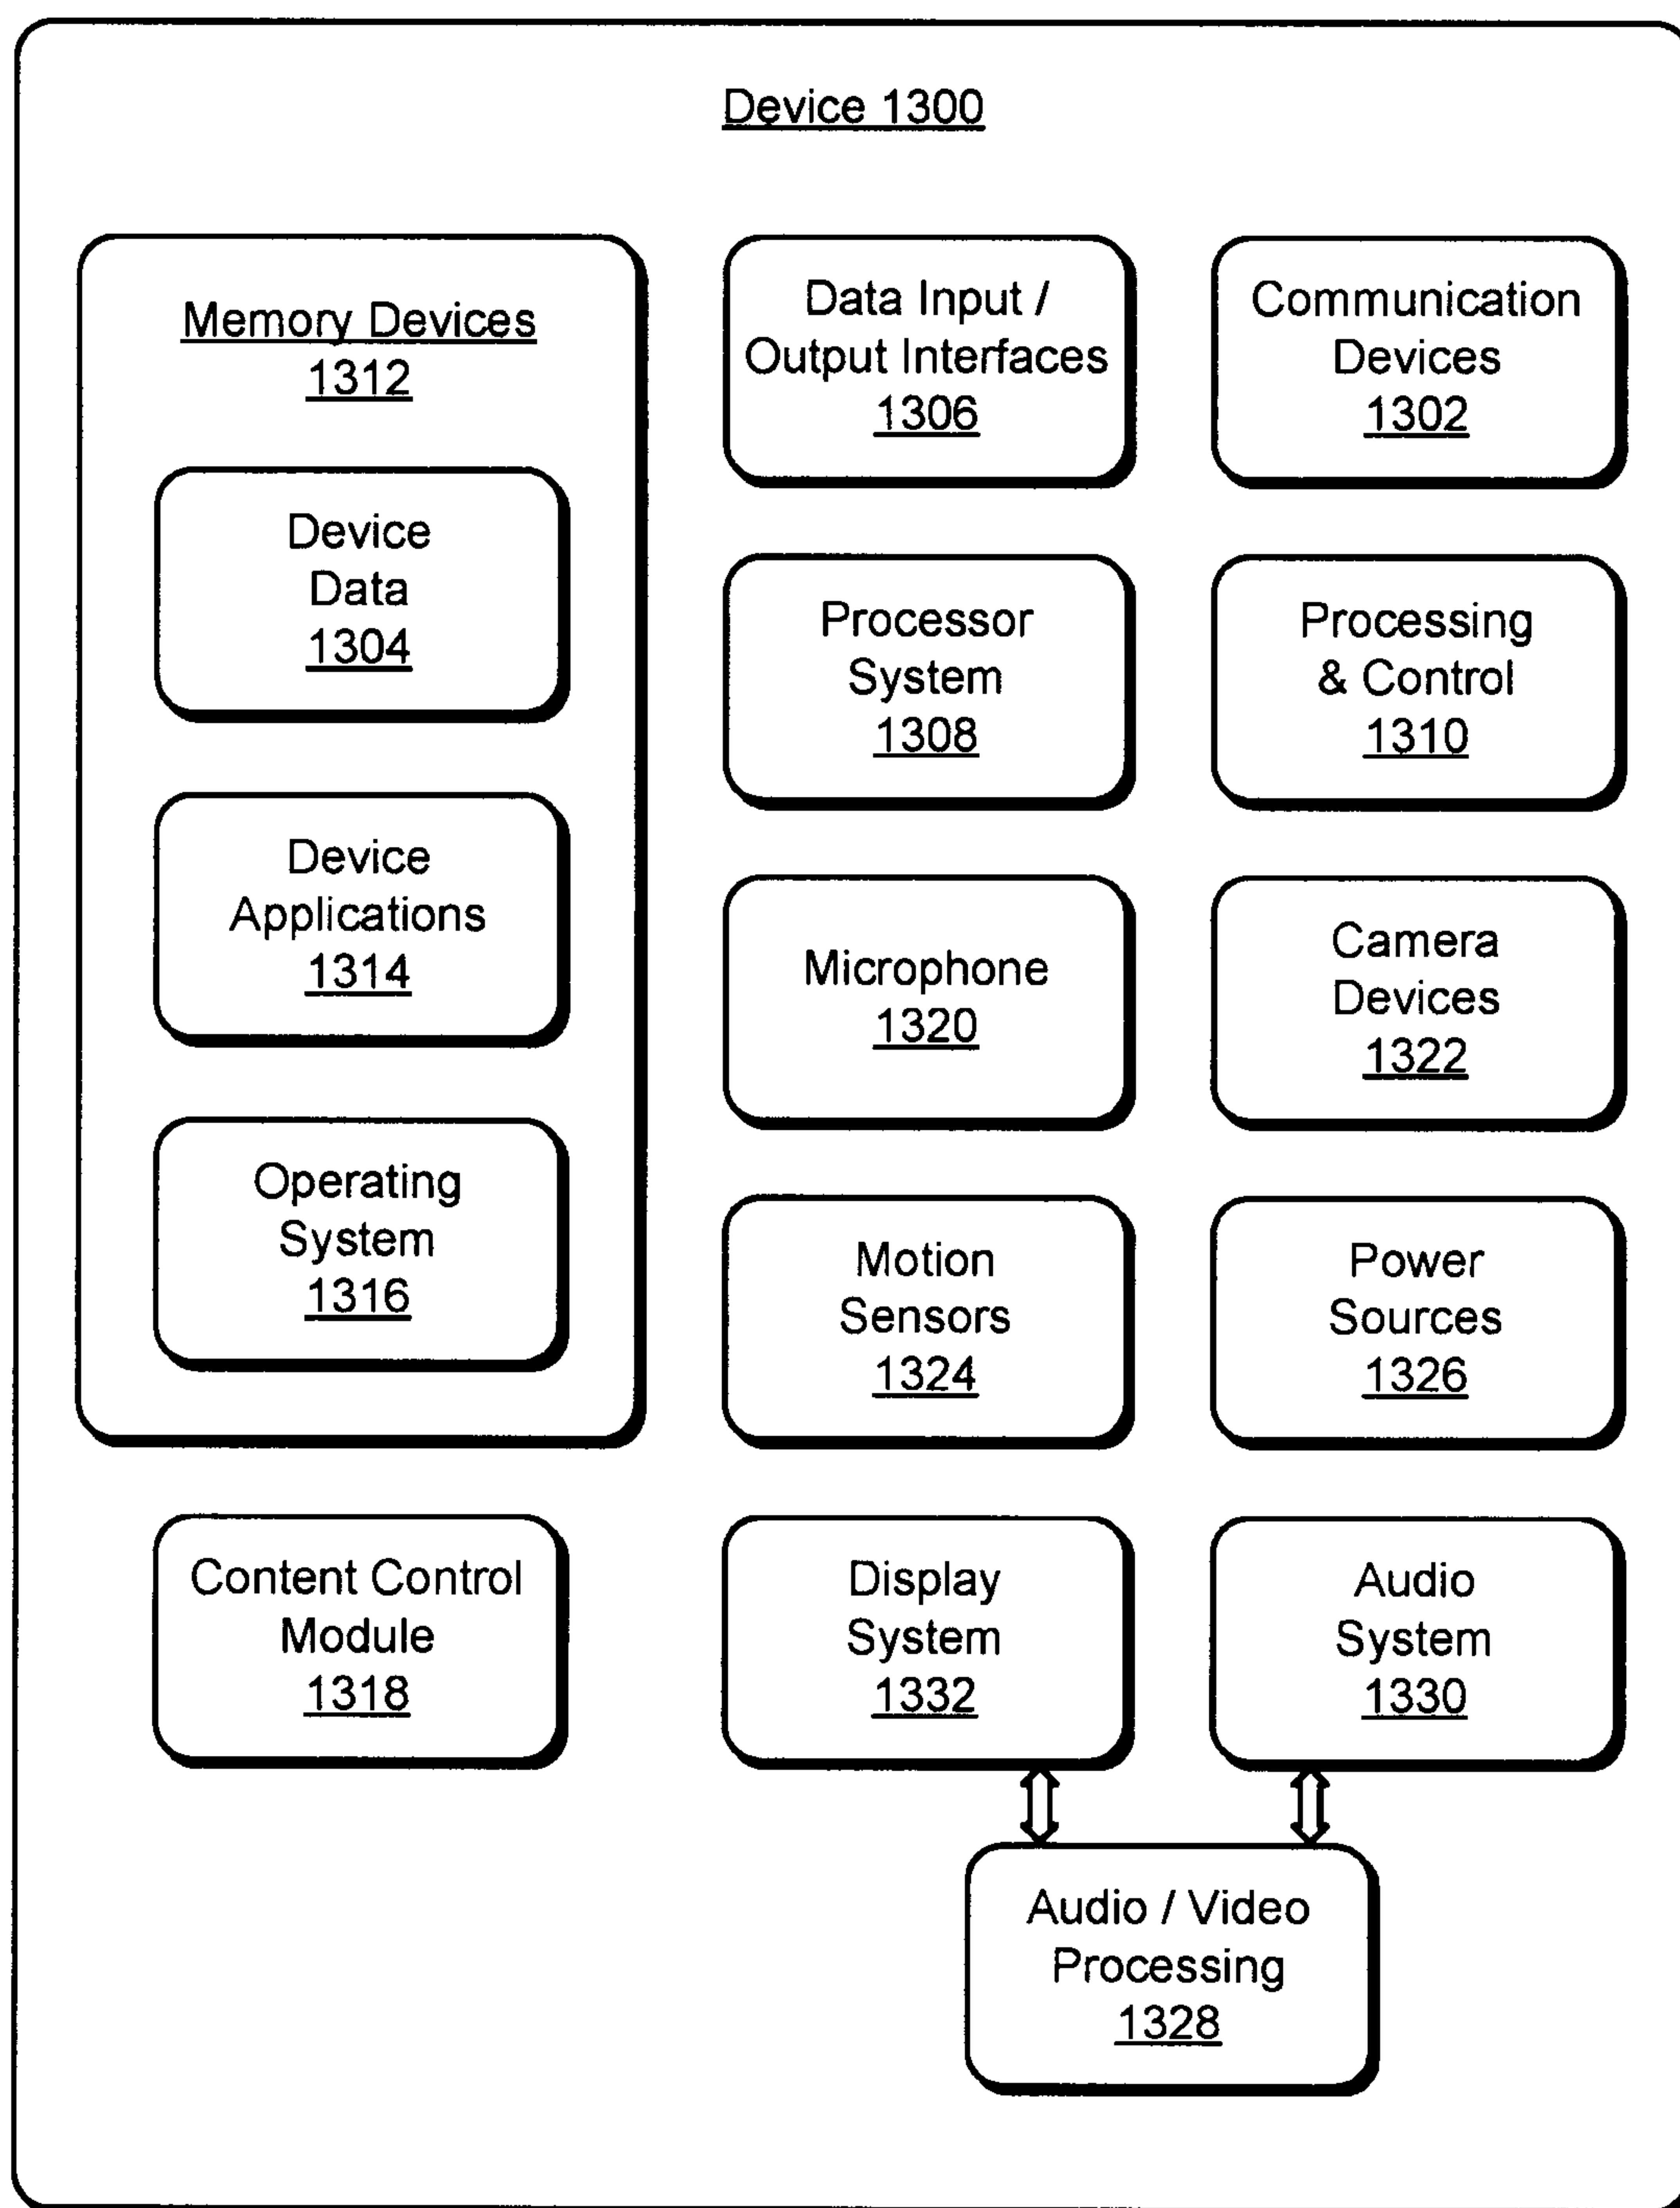 Device 1300
Memory Devices
1312
Device
Data
1304
Device
Applications
1314
Operating
System
1316
Content Control
Module
1318
Data Input /
Output Interfaces
1306
Communication
Devices
1302
Processor
System
1308
Processing
& Control
1310
Microphone
1320
Camera
Devices
1322
Motion
Sensors
1324
Power
Sources
1326
Display
System
1332
Audio
System
1330
Audio / Video
Processing
1328